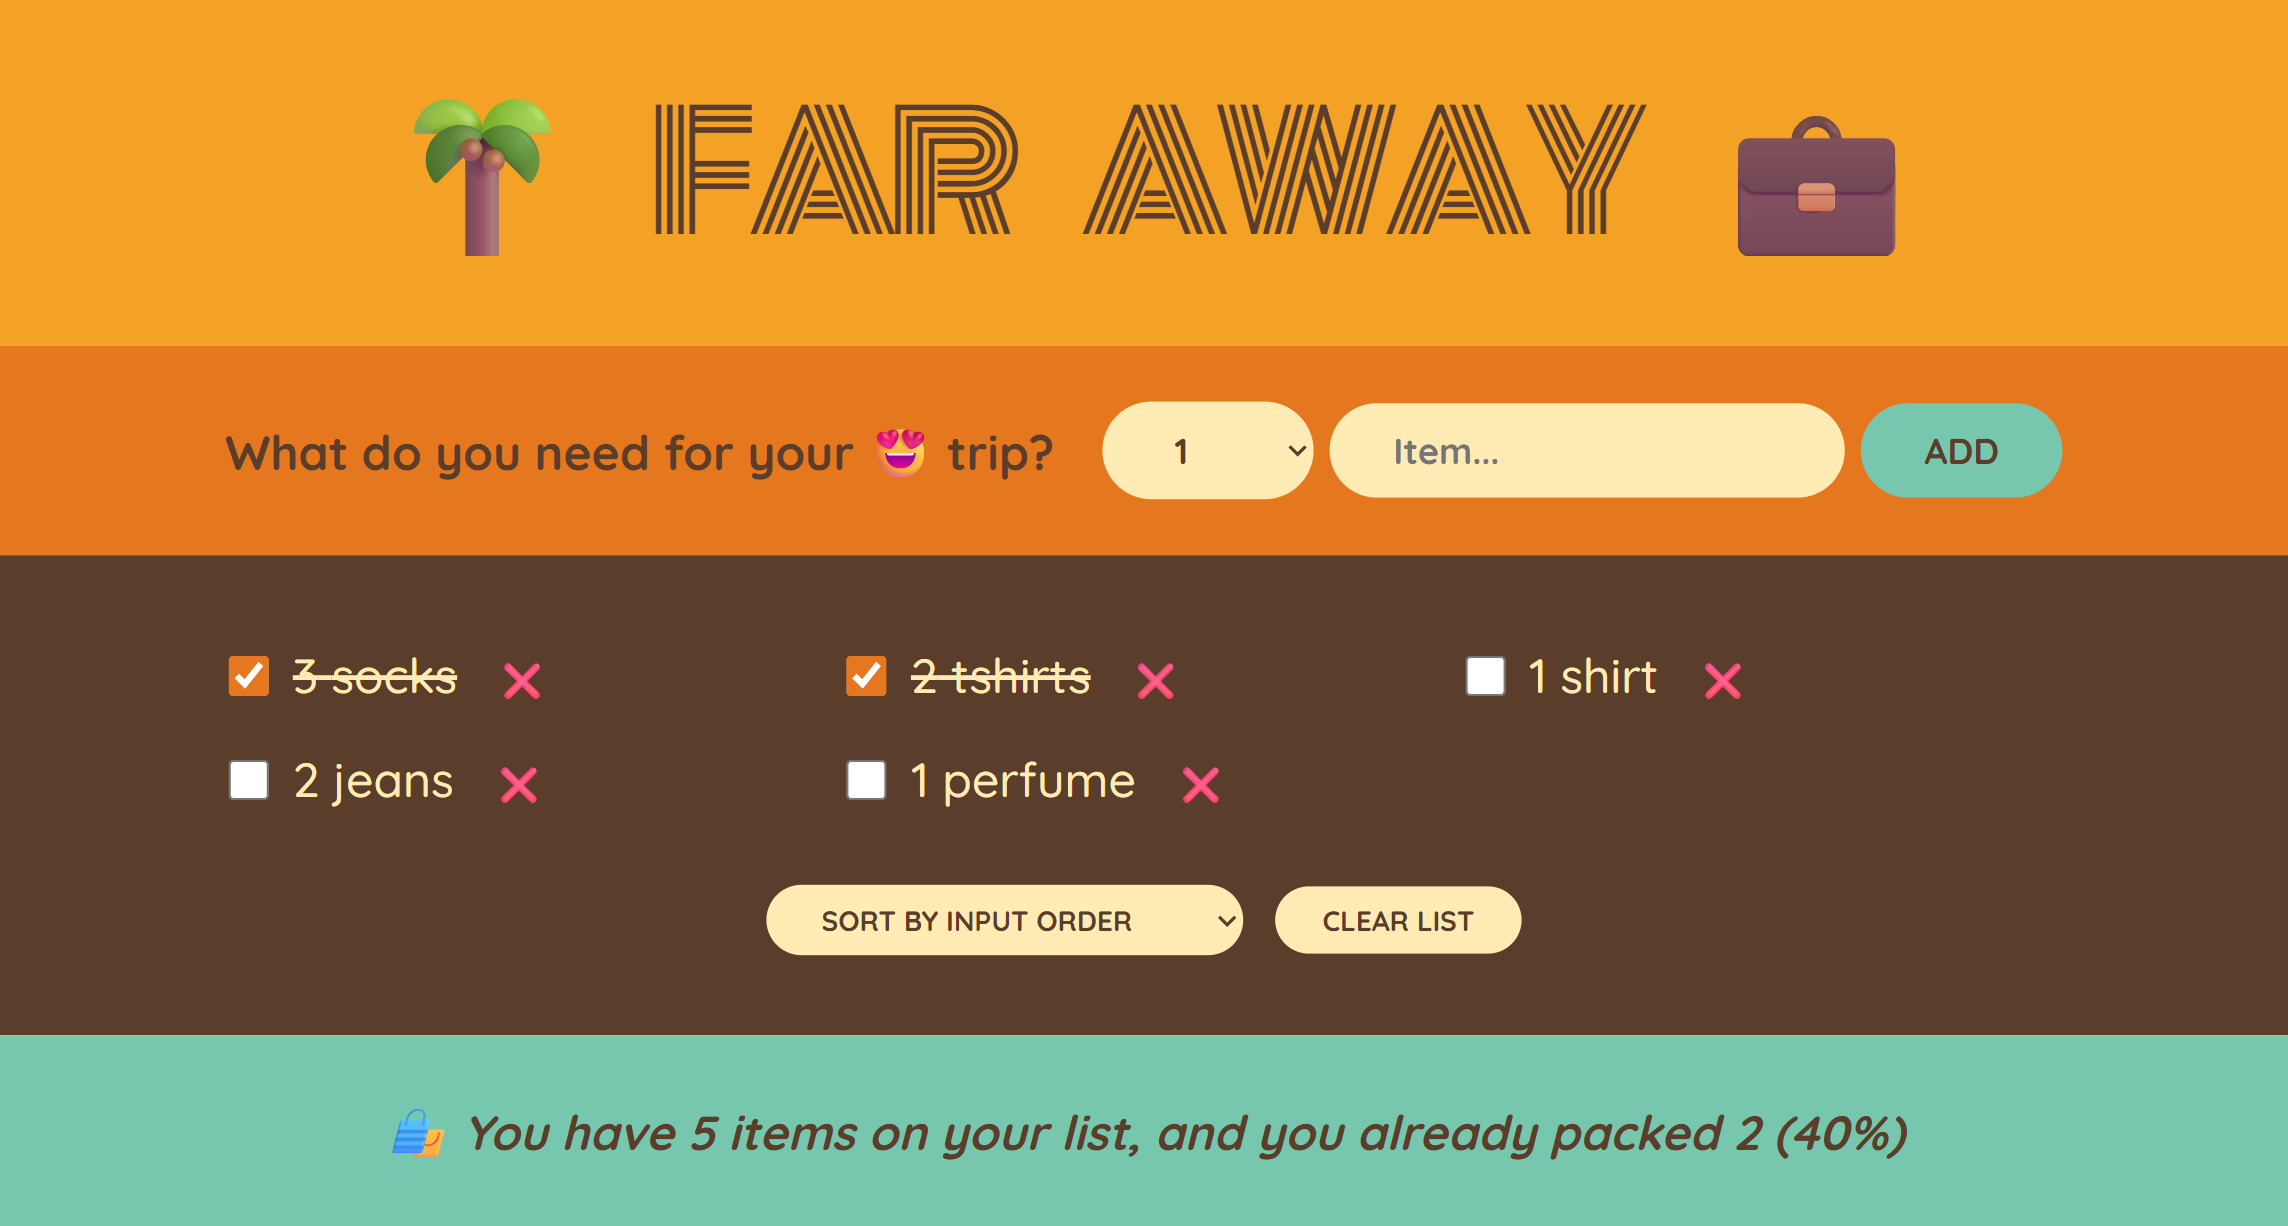 FAR AWAY
What do you need for your 😍 trip? 1 Item... ADD
3 socks ❌ 2 tshirts ❌ 1 shirt ❌
2 jeans ❌ 1 perfume ❌
SORT BY INPUT ORDER CLEAR LIST
You have 5 items on your list, and you already packed 2 (40%)